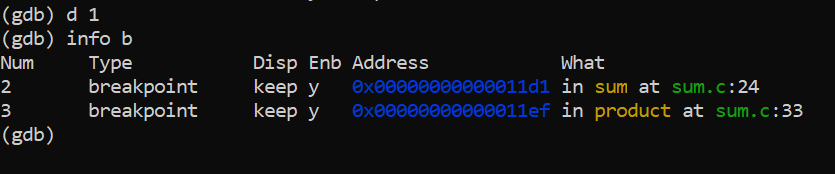 (gdb) d 1
(gdb) info b
Num     Type           Disp Enb Address            What
2       breakpoint     keep y   0x00000000000011d1 in sum at sum.c:24
3       breakpoint     keep y   0x00000000000011ef in product at sum.c:33
(gdb)